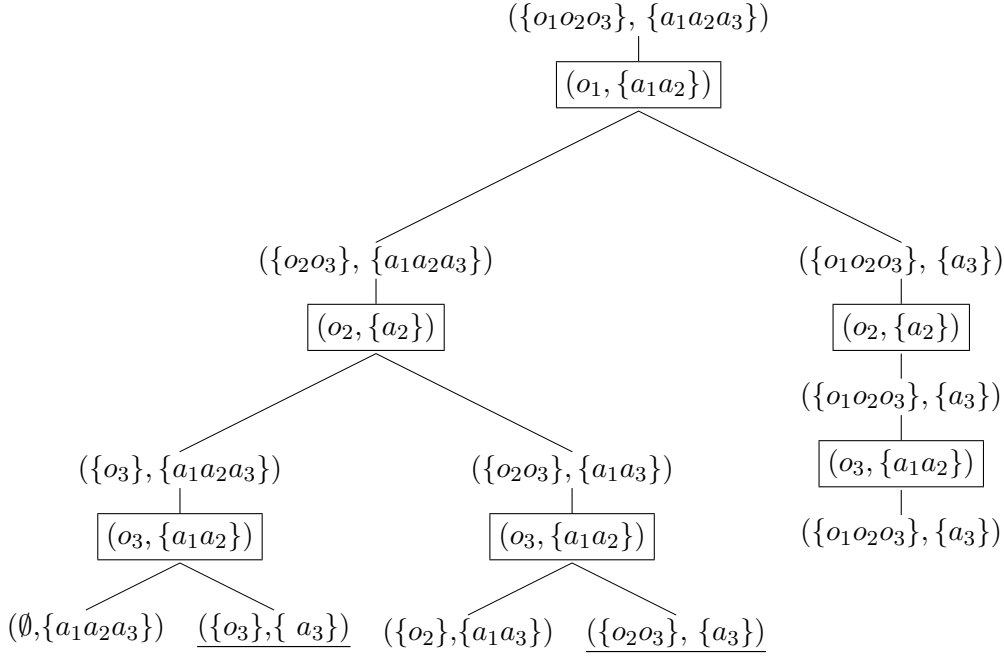 ({o₁o₂o₃}, {a₁a₂a₃})
(o₁, {a₁a₂})
({o₂o₃}, {a₁a₂a₃}) ({o₁o₂o₃}, {a₃})
(o₂, {a₂}) (o₂, {a₂})
({o₁o₂o₃}, {a₃})
({o₃}, {a₁a₂a₃}) ({o₂o₃}, {a₁a₃}) (o₃, {a₁a₂})
(o₃, {a₁a₂}) (o₃, {a₁a₂}) ({o₁o₂o₃}, {a₃})
(∅,{a₁a₂a₃}) ({o₃},{ a₃}) ({o₂},{a₁a₃}) ({o₂o₃}, {a₃})